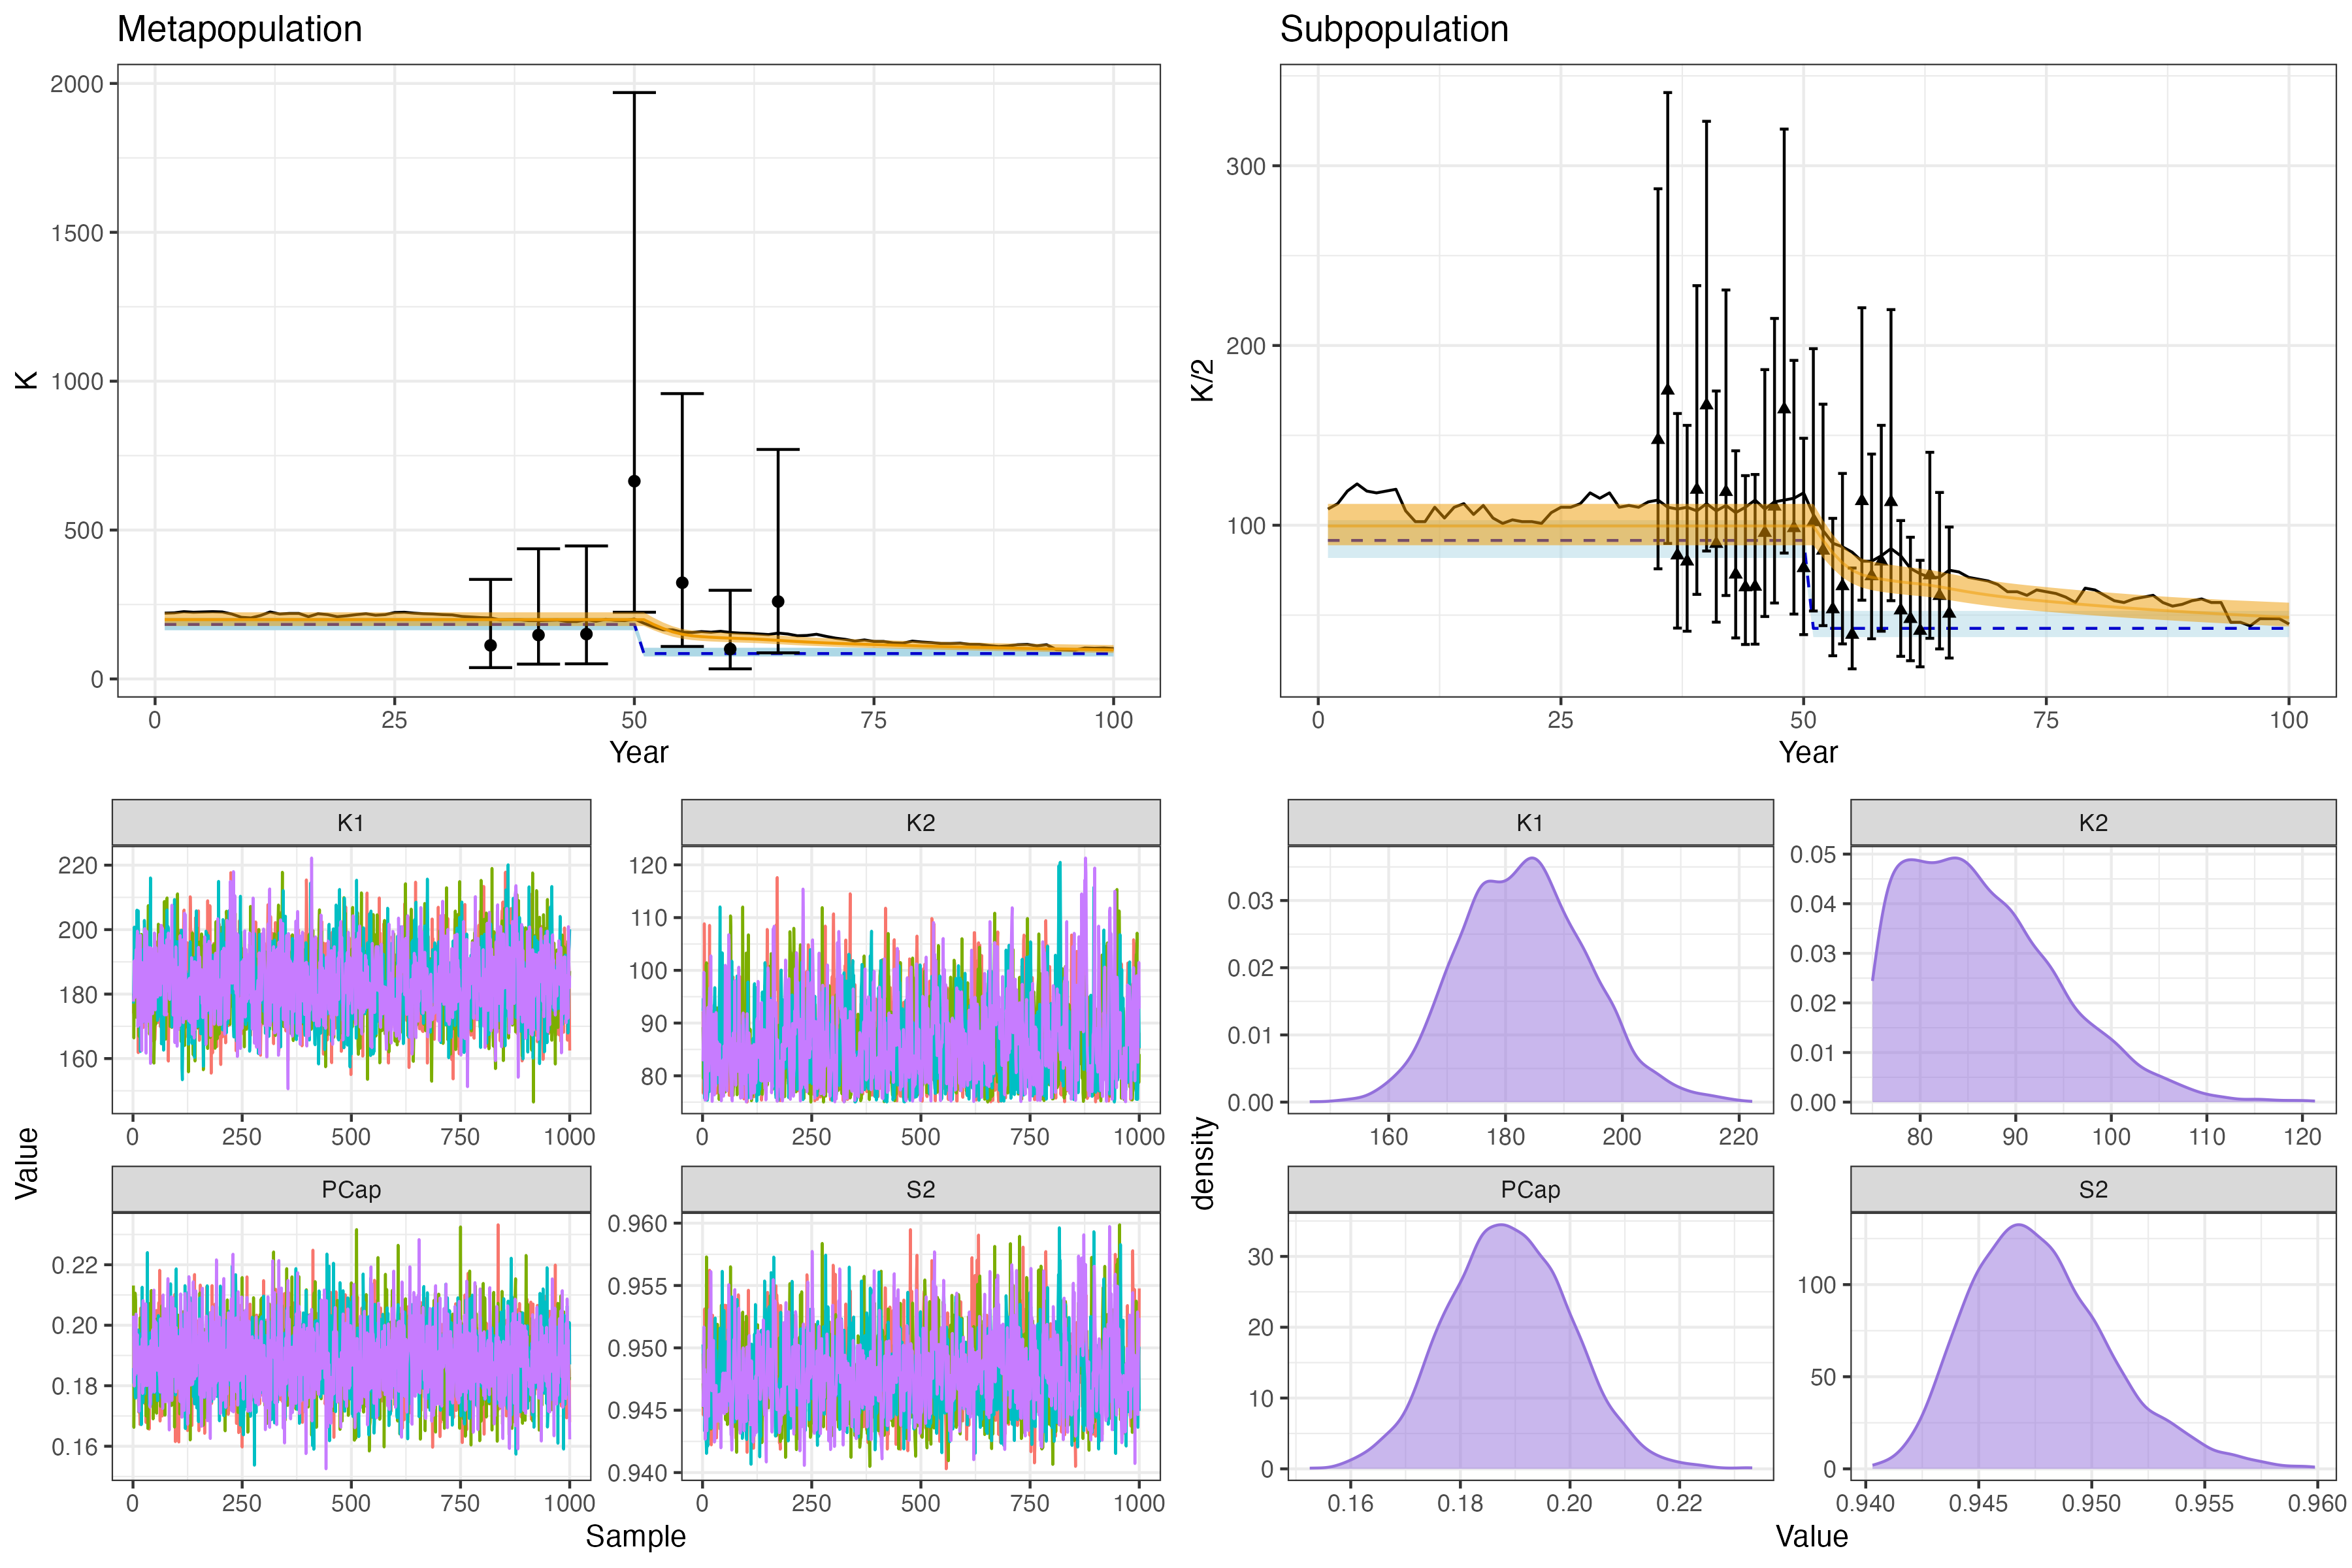 Metapopulation
2000
1500
1000
500
0
K
0 25 50 75 100
Year
Subpopulation
300
200
100
K/2
0 25 50 75 100
Year
K1
220
200
180
160
0 250 500 750 1000
K2
120
110
100
90
80
0 250 500 750 1000
Value
PCap
0.22
0.20
0.18
0.16
0 250 500 750 1000
S2
0.960
0.955
0.950
0.945
0.940
0 250 500 750 1000
Sample
K1
0.03
0.02
0.01
0.00
160 180 200 220
K2
0.05
0.04
0.03
0.02
0.01
0.00
80 90 100 110 120
density
PCap
30
20
10
0
0.16 0.18 0.20 0.22
S2
100
50
0
0.940 0.945 0.950 0.955 0.960
Value